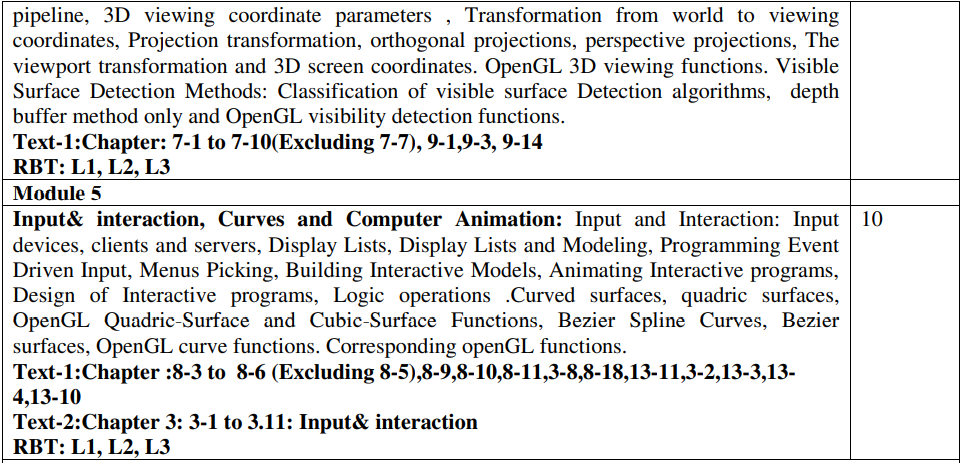 pipeline, 3D viewing coordinate parameters , Transformation from world to viewing
coordinates, Projection transformation, orthogonal projections, perspective projections, The
viewport transformation and 3D screen coordinates. OpenGL 3D viewing functions. Visible
Surface Detection Methods: Classification of visible surface Detection algorithms, depth
buffer method only and OpenGL visibility detection functions.
Text-1:Chapter: 7-1 to 7-10(Excluding 7-7), 9-1,9-3, 9-14
RBT: L1, L2, L3
Module 5
Input& interaction, Curves and Computer Animation: Input and Interaction: Input 10
devices, clients and servers, Display Lists, Display Lists and Modeling, Programming Event
Driven Input, Menus Picking, Building Interactive Models, Animating Interactive programs,
Design of Interactive programs, Logic operations .Curved surfaces, quadric surfaces,
OpenGL Quadric-Surface and Cubic-Surface Functions, Bezier Spline Curves, Bezier
surfaces, OpenGL curve functions. Corresponding openGL functions.
Text-1:Chapter :8-3 to 8-6 (Excluding 8-5),8-9,8-10,8-11,3-8,8-18,13-11,3-2,13-3,13-
4,13-10
Text-2:Chapter 3: 3-1 to 3.11: Input& interaction
RBT: L1, L2, L3